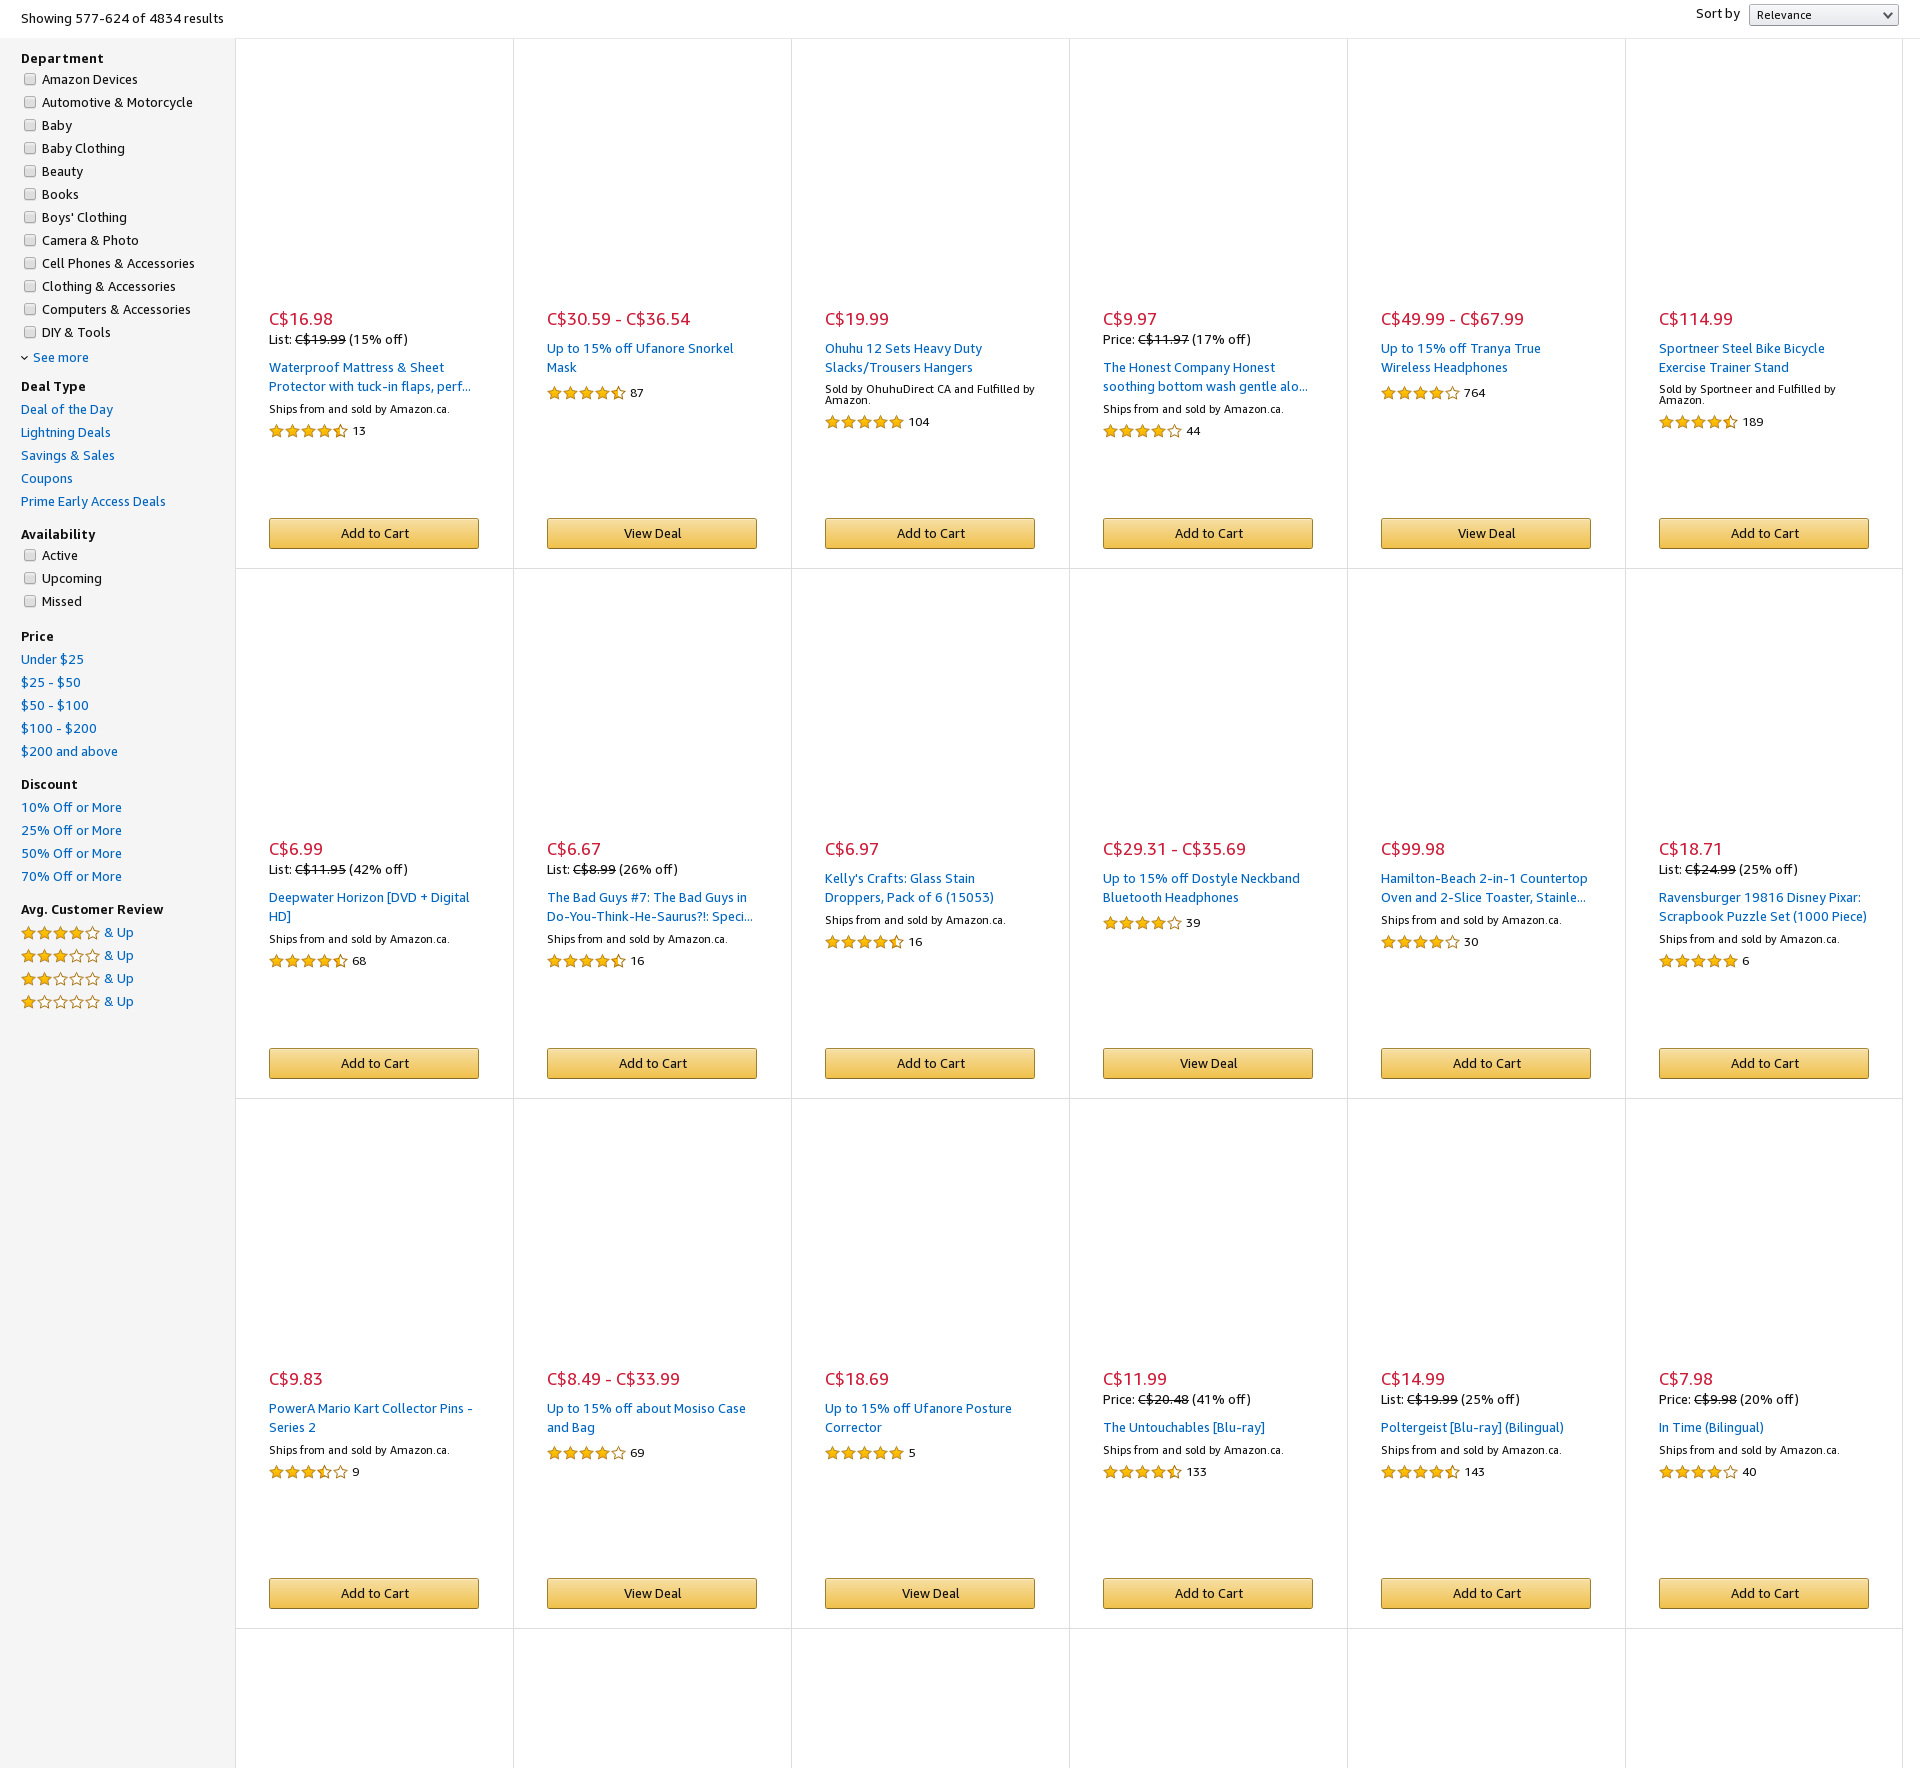 Showing 577-624 of 4834 results
Sort by
Relevance
Department
Amazon Devices
Automotive & Motorcycle
Baby
Baby Clothing
Beauty
Books
Boys' Clothing
Camera & Photo
Cell Phones & Accessories
Clothing & Accessories
Computers & Accessories
DIY & Tools
See more
Deal Type
Deal of the Day
Lightning Deals
Savings & Sales
Coupons
Prime Early Access Deals
Availability
Active
Upcoming
Missed
Price
Under $25
$25 - $50
$50 - $100
$100 - $200
$200 and above
Discount
10% Off or More
25% Off or More
50% Off or More
70% Off or More
Avg. Customer Review
& Up
& Up
& Up
& Up
C$16.98
List: C$19.99 (15% off)
Waterproof Mattress & Sheet
Protector with tuck-in flaps, perf...
Ships from and sold by Amazon.ca.
13
Add to Cart
C$30.59 - C$36.54
Up to 15% off Ufanore Snorkel
Mask
87
View Deal
C$19.99
Ohuhu 12 Sets Heavy Duty
Slacks/Trousers Hangers
Sold by OhuhuDirect CA and Fulfilled by
Amazon.
104
Add to Cart
C$9.97
Price: C$11.97 (17% off)
The Honest Company Honest
soothing bottom wash gentle alo...
Ships from and sold by Amazon.ca.
44
Add to Cart
C$49.99 - C$67.99
Up to 15% off Tranya True
Wireless Headphones
764
View Deal
C$114.99
Sportneer Steel Bike Bicycle
Exercise Trainer Stand
Sold by Sportneer and Fulfilled by
Amazon.
189
Add to Cart
C$6.99
List: C$11.95 (42% off)
Deepwater Horizon [DVD + Digital
HD]
Ships from and sold by Amazon.ca.
68
Add to Cart
C$6.67
List: C$8.99 (26% off)
The Bad Guys #7: The Bad Guys in
Do-You-Think-He-Saurus?!: Speci...
Ships from and sold by Amazon.ca.
16
Add to Cart
C$6.97
Kelly's Crafts: Glass Stain
Droppers, Pack of 6 (15053)
Ships from and sold by Amazon.ca.
16
Add to Cart
C$29.31 - C$35.69
Up to 15% off Dostyle Neckband
Bluetooth Headphones
39
View Deal
C$99.98
Hamilton-Beach 2-in-1 Countertop
Oven and 2-Slice Toaster, Stainle...
Ships from and sold by Amazon.ca.
30
Add to Cart
C$18.71
List: C$24.99 (25% off)
Ravensburger 19816 Disney Pixar:
Scrapbook Puzzle Set (1000 Piece)
Ships from and sold by Amazon.ca.
6
Add to Cart
C$9.83
PowerA Mario Kart Collector Pins -
Series 2
Ships from and sold by Amazon.ca.
9
Add to Cart
C$8.49 - C$33.99
Up to 15% off about Mosiso Case
and Bag
69
View Deal
C$18.69
Up to 15% off Ufanore Posture
Corrector
5
View Deal
C$11.99
Price: C$20.48 (41% off)
The Untouchables [Blu-ray]
Ships from and sold by Amazon.ca.
133
Add to Cart
C$14.99
List: C$19.99 (25% off)
Poltergeist [Blu-ray] (Bilingual)
Ships from and sold by Amazon.ca.
143
Add to Cart
C$7.98
Price: C$9.98 (20% off)
In Time (Bilingual)
Ships from and sold by Amazon.ca.
40
Add to Cart